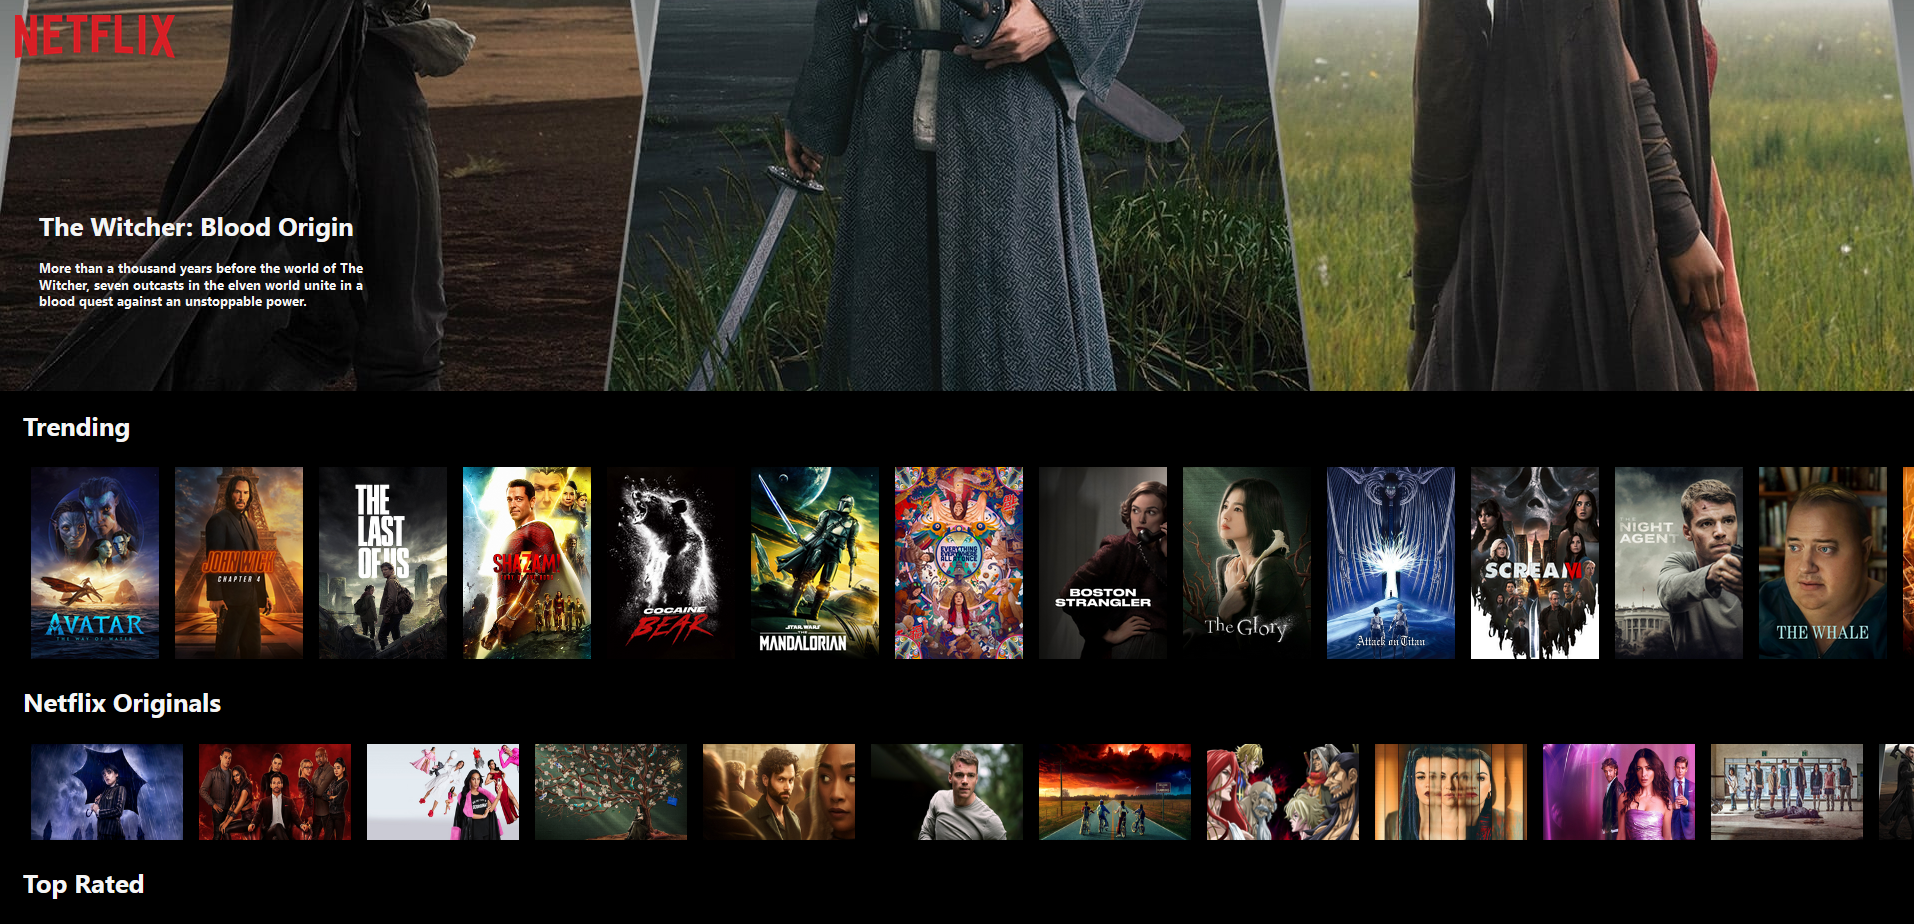 NETFLIX
The Witcher: Blood Origin
More than a thousand years before the world of The
Witcher, seven outcasts in the elven world unite in a
blood quest against an unstoppable power.
Trending
AVATAR
THE WAY OF WATER
JOHN WICK
CHAPTER 4
THE
LAST
OF US
SHAZAM!
COCAINE
BEAR
STAR WARS
THE
MANDALORIAN
EVERYTHING
EVERYWHERE
ALL AT ONCE
BOSTON
STRANGLER
The Glory
Attack on Titan
SCREAM VI
THE
NIGHT
AGENT
THE WHALE
Netflix Originals
Top Rated